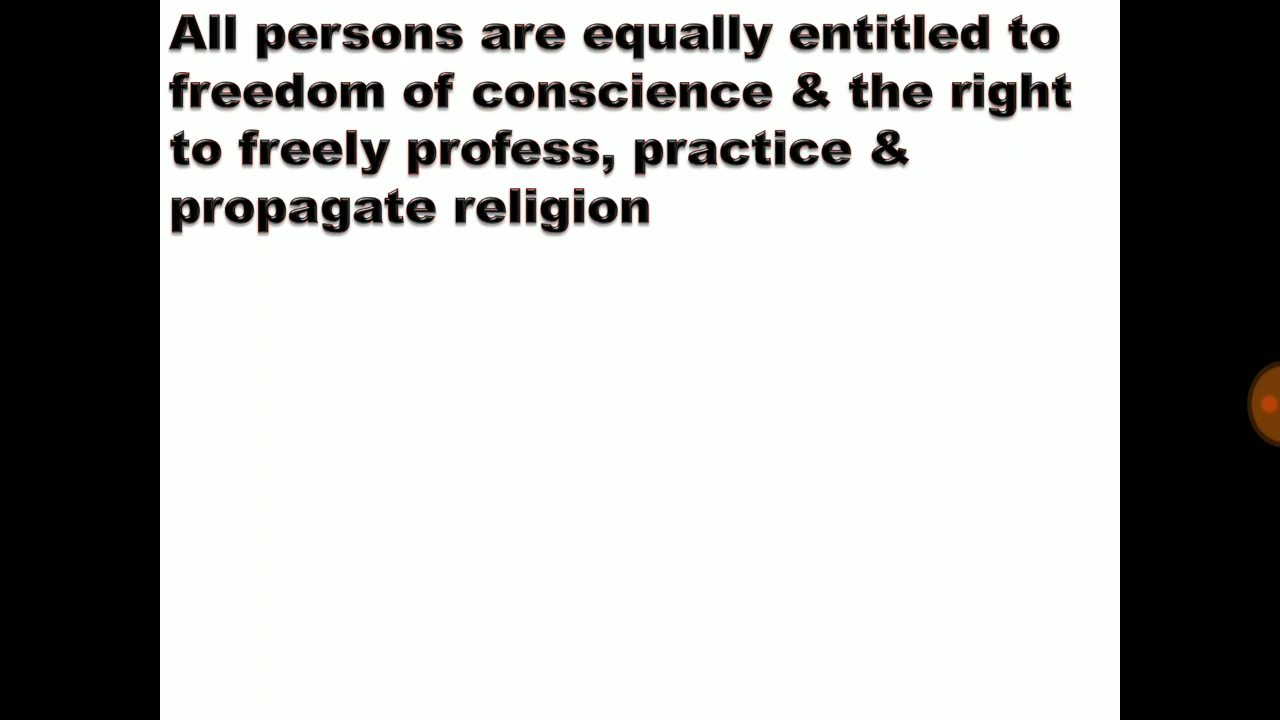 All persons are equally entitled to
freedom of conscience & the right
to freely profess, practice &
propagate religion